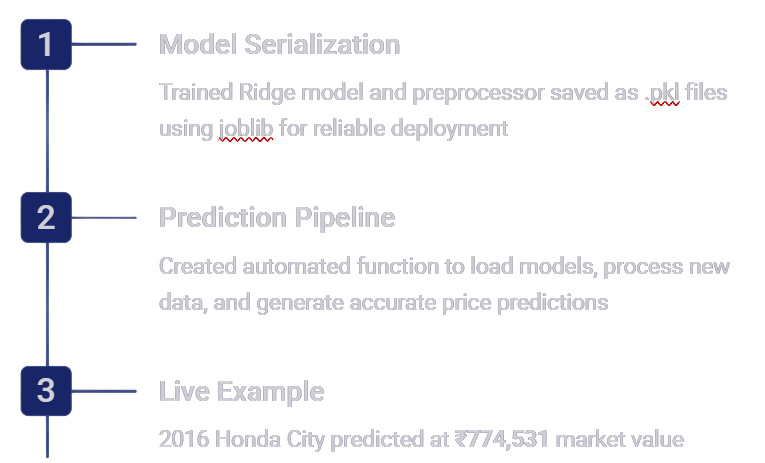 1
Model Serialization
Trained Ridge model and preprocessor saved as .pkl files
using joblib for reliable deployment
2
Prediction Pipeline
Created automated function to load models, process new
data, and generate accurate price predictions
3
Live Example
2016 Honda City predicted at ₹774,531 market value